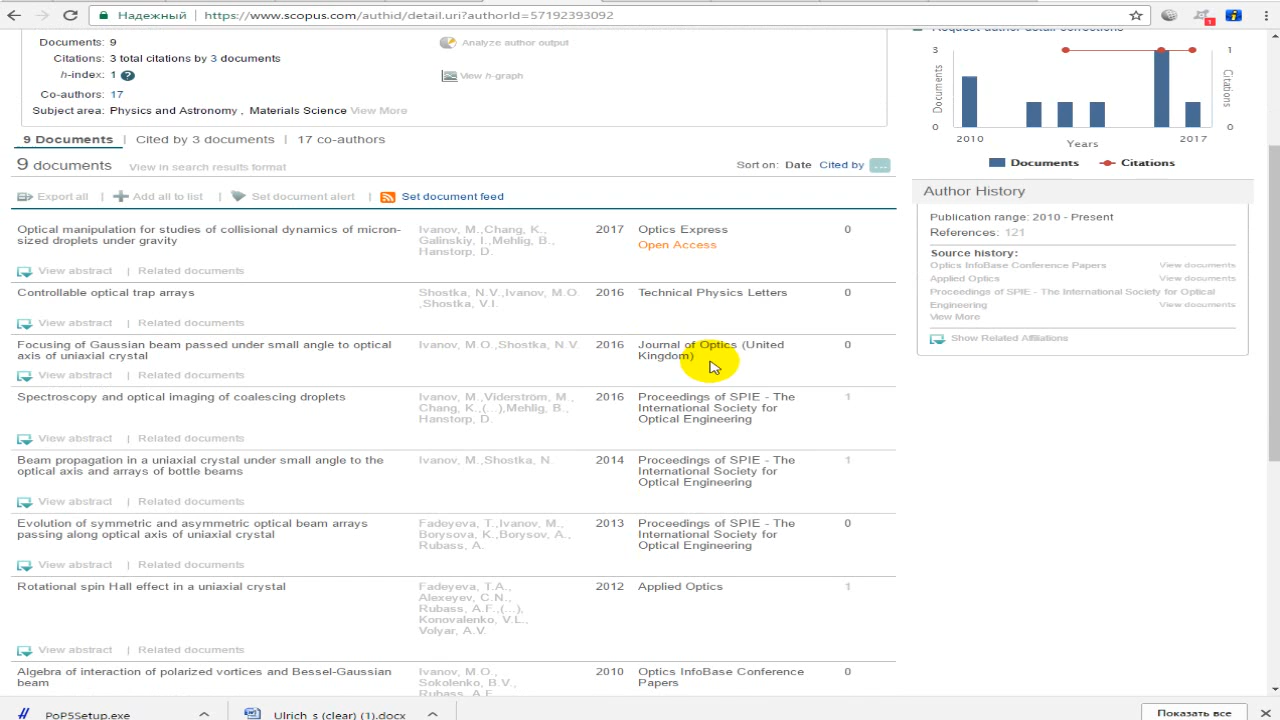 Надежный | https://www.scopus.com/authid/detail.uri?authorId=57192393092
Documents: 9
Citations: 3 total citations by 3 documents
h-index: 1 ?
Co-authors: 17
Subject area: Physics and Astronomy , Materials Science View More
Analyze author output
View h-graph
Request author detail corrections
3
0
Documents
1
0
Citations
2010
2017
Years
Documents
Citations
9 Documents | Cited by 3 documents | 17 co-authors
9 documents View in search results format
Sort on: Date Cited by ...
Export all | Add all to list | Set document alert | Set document feed
Optical manipulation for studies of collisional dynamics of micron-
sized droplets under gravity
Ivanov, M.,Chang, K.,
Galinskiy, I.,Mehlig, B.,
Hanstorp, D.
2017
Optics Express
Open Access
0
View abstract | Related documents
Controllable optical trap arrays
Shostka, N.V.,Ivanov, M.O.
,Shostka, V.I.
2016
Technical Physics Letters
0
View abstract | Related documents
Focusing of Gaussian beam passed under small angle to optical
axis of uniaxial crystal
Ivanov, M.O.,Shostka, N.V.
2016
Journal of Optics (United
Kingdom)
0
View abstract | Related documents
Spectroscopy and optical imaging of coalescing droplets
Ivanov, M.,Viderström, M.,
Chang, K.,(...),Mehlig, B.,
Hanstorp, D.
2016
Proceedings of SPIE - The
International Society for
Optical Engineering
1
View abstract | Related documents
Beam propagation in a uniaxial crystal under small angle to the
optical axis and arrays of bottle beams
Ivanov, M.,Shostka, N.
2014
Proceedings of SPIE - The
International Society for
Optical Engineering
1
View abstract | Related documents
Evolution of symmetric and asymmetric optical beam arrays
passing along optical axis of uniaxial crystal
Fadoyeva, T.,Ivanov, M.,
Borysova, K.,Borysov, A.,
Rubass, A.
2013
Proceedings of SPIE - The
International Society for
Optical Engineering
0
View abstract | Related documents
Rotational spin Hall effect in a uniaxial crystal
Fadeyeva, T.A.,
Alexeyev, C.N.,
Rubass, A.F.,(...),
Konovalenko, V.L.,
Volyar, A.V.
2012
Applied Optics
1
View abstract | Related documents
Algebra of interaction of polarized vortices and Bessel-Gaussian
beam
Ivanov, M.O.,
Sokolenko, B.V.,
Rubass, A.F.
2010
Optics InfoBase Conference
Papers
0
Author History
Publication range: 2010 - Present
References: 121
Source history:
Optics InfoBase Conference Papers View documents
Applied Optics View documents
Proceedings of SPIE - The International Society for Optical
Engineering View documents
View More
Show Related Affiliations
PoP5Setup.exe
Ulrich_s (clear) (1).docx
Показать все